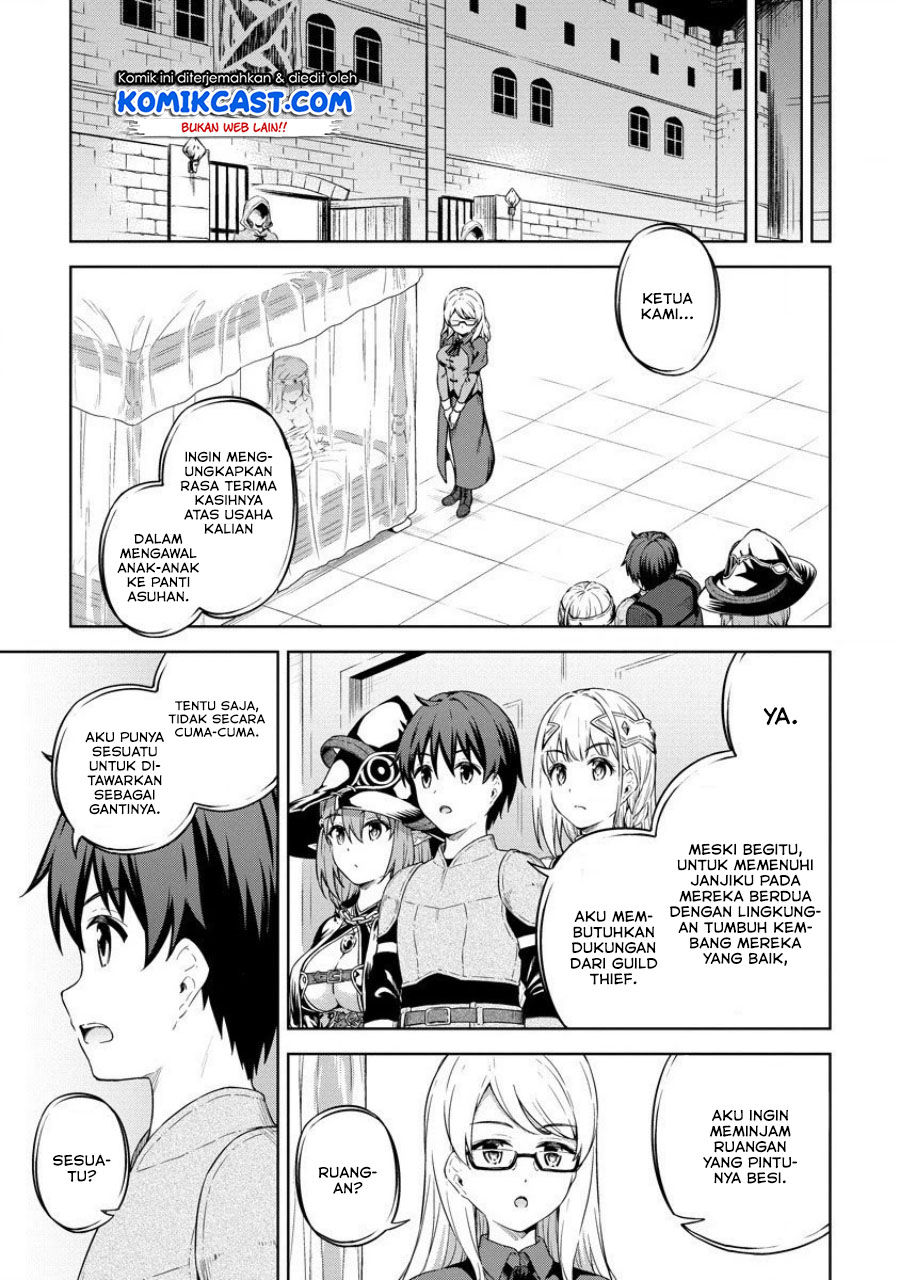 Komik ini diterjemahkan & diedit oleh
KOMIKCAST.COM
BUKAN WEB LAIN!!
KETUA
KAMI...
INGIN MENG-
UNGKAPKAN
RASA TERIMA
KASIHNYA
ATAS USAHA
KALIAN
DALAM
MENGAWAL
ANAK-ANAK
KE PANTI
ASUHAN.
YA.
MESKI BEGITU,
UNTUK MEMENUHI
JANJIKU PADA
MEREKA BERDUA
DENGAN LINGKUNG-
AN TUMBUH KEM-
BANG MEREKA
YANG BAIK,
AKU MEM-
BUTUHKAN
DUKUNGAN
DARI GUILD
THIEF.
TENTU SAJA,
TIDAK SECARA
CUMA-CUMA.
AKU PUNYA
SESUATU
UNTUK DI-
TAWARKAN
SEBAGAI
GANTINYA.
AKU INGIN
MEMINJAM
RUANGAN
YANG PINTU-
NYA BESI.
RUANG-
AN?
SESUA-
TU?